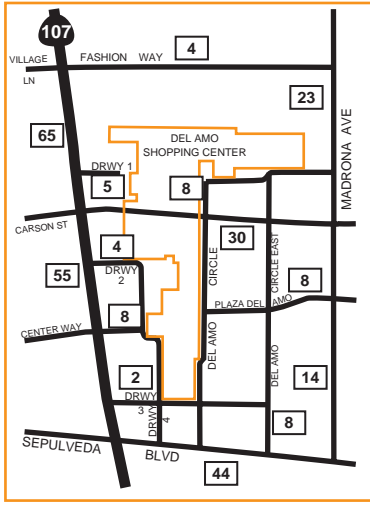 107
4
VILLAGE
FASHION WAY
LN
23
MADRONA AVE
65
DEL AMO
SHOPPING CENTER
DRWY 1
5
8
CARSON ST
30
4
CIRCLE
CIRCLE EAST
55
DRWY
2
8
PLAZA DEL AMO
8
CENTER WAY
DEL AMO
DEL AMO
2
14
DRWY
3
DRWY
4
8
SEPULVEDA BLVD
44